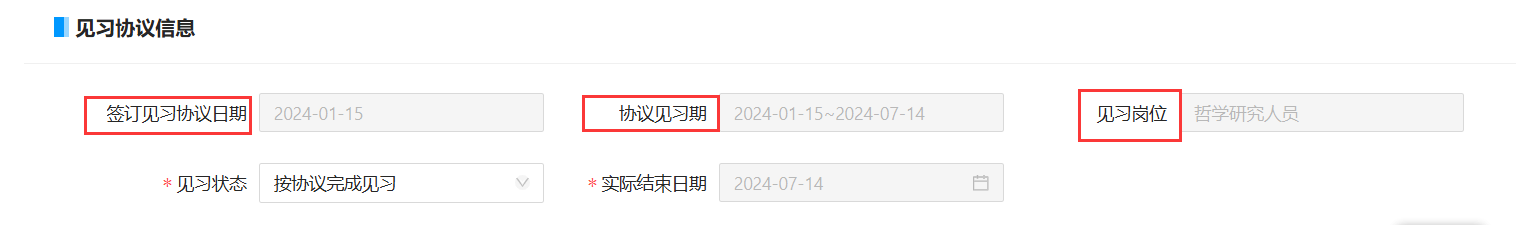 见习协议信息
签订见习协议日期 2024-01-15 协议见习期 2024-01-15~2024-07-14 见习岗位 哲学研究人员
* 见习状态 按协议完成见习 * 实际结束日期 2024-07-14